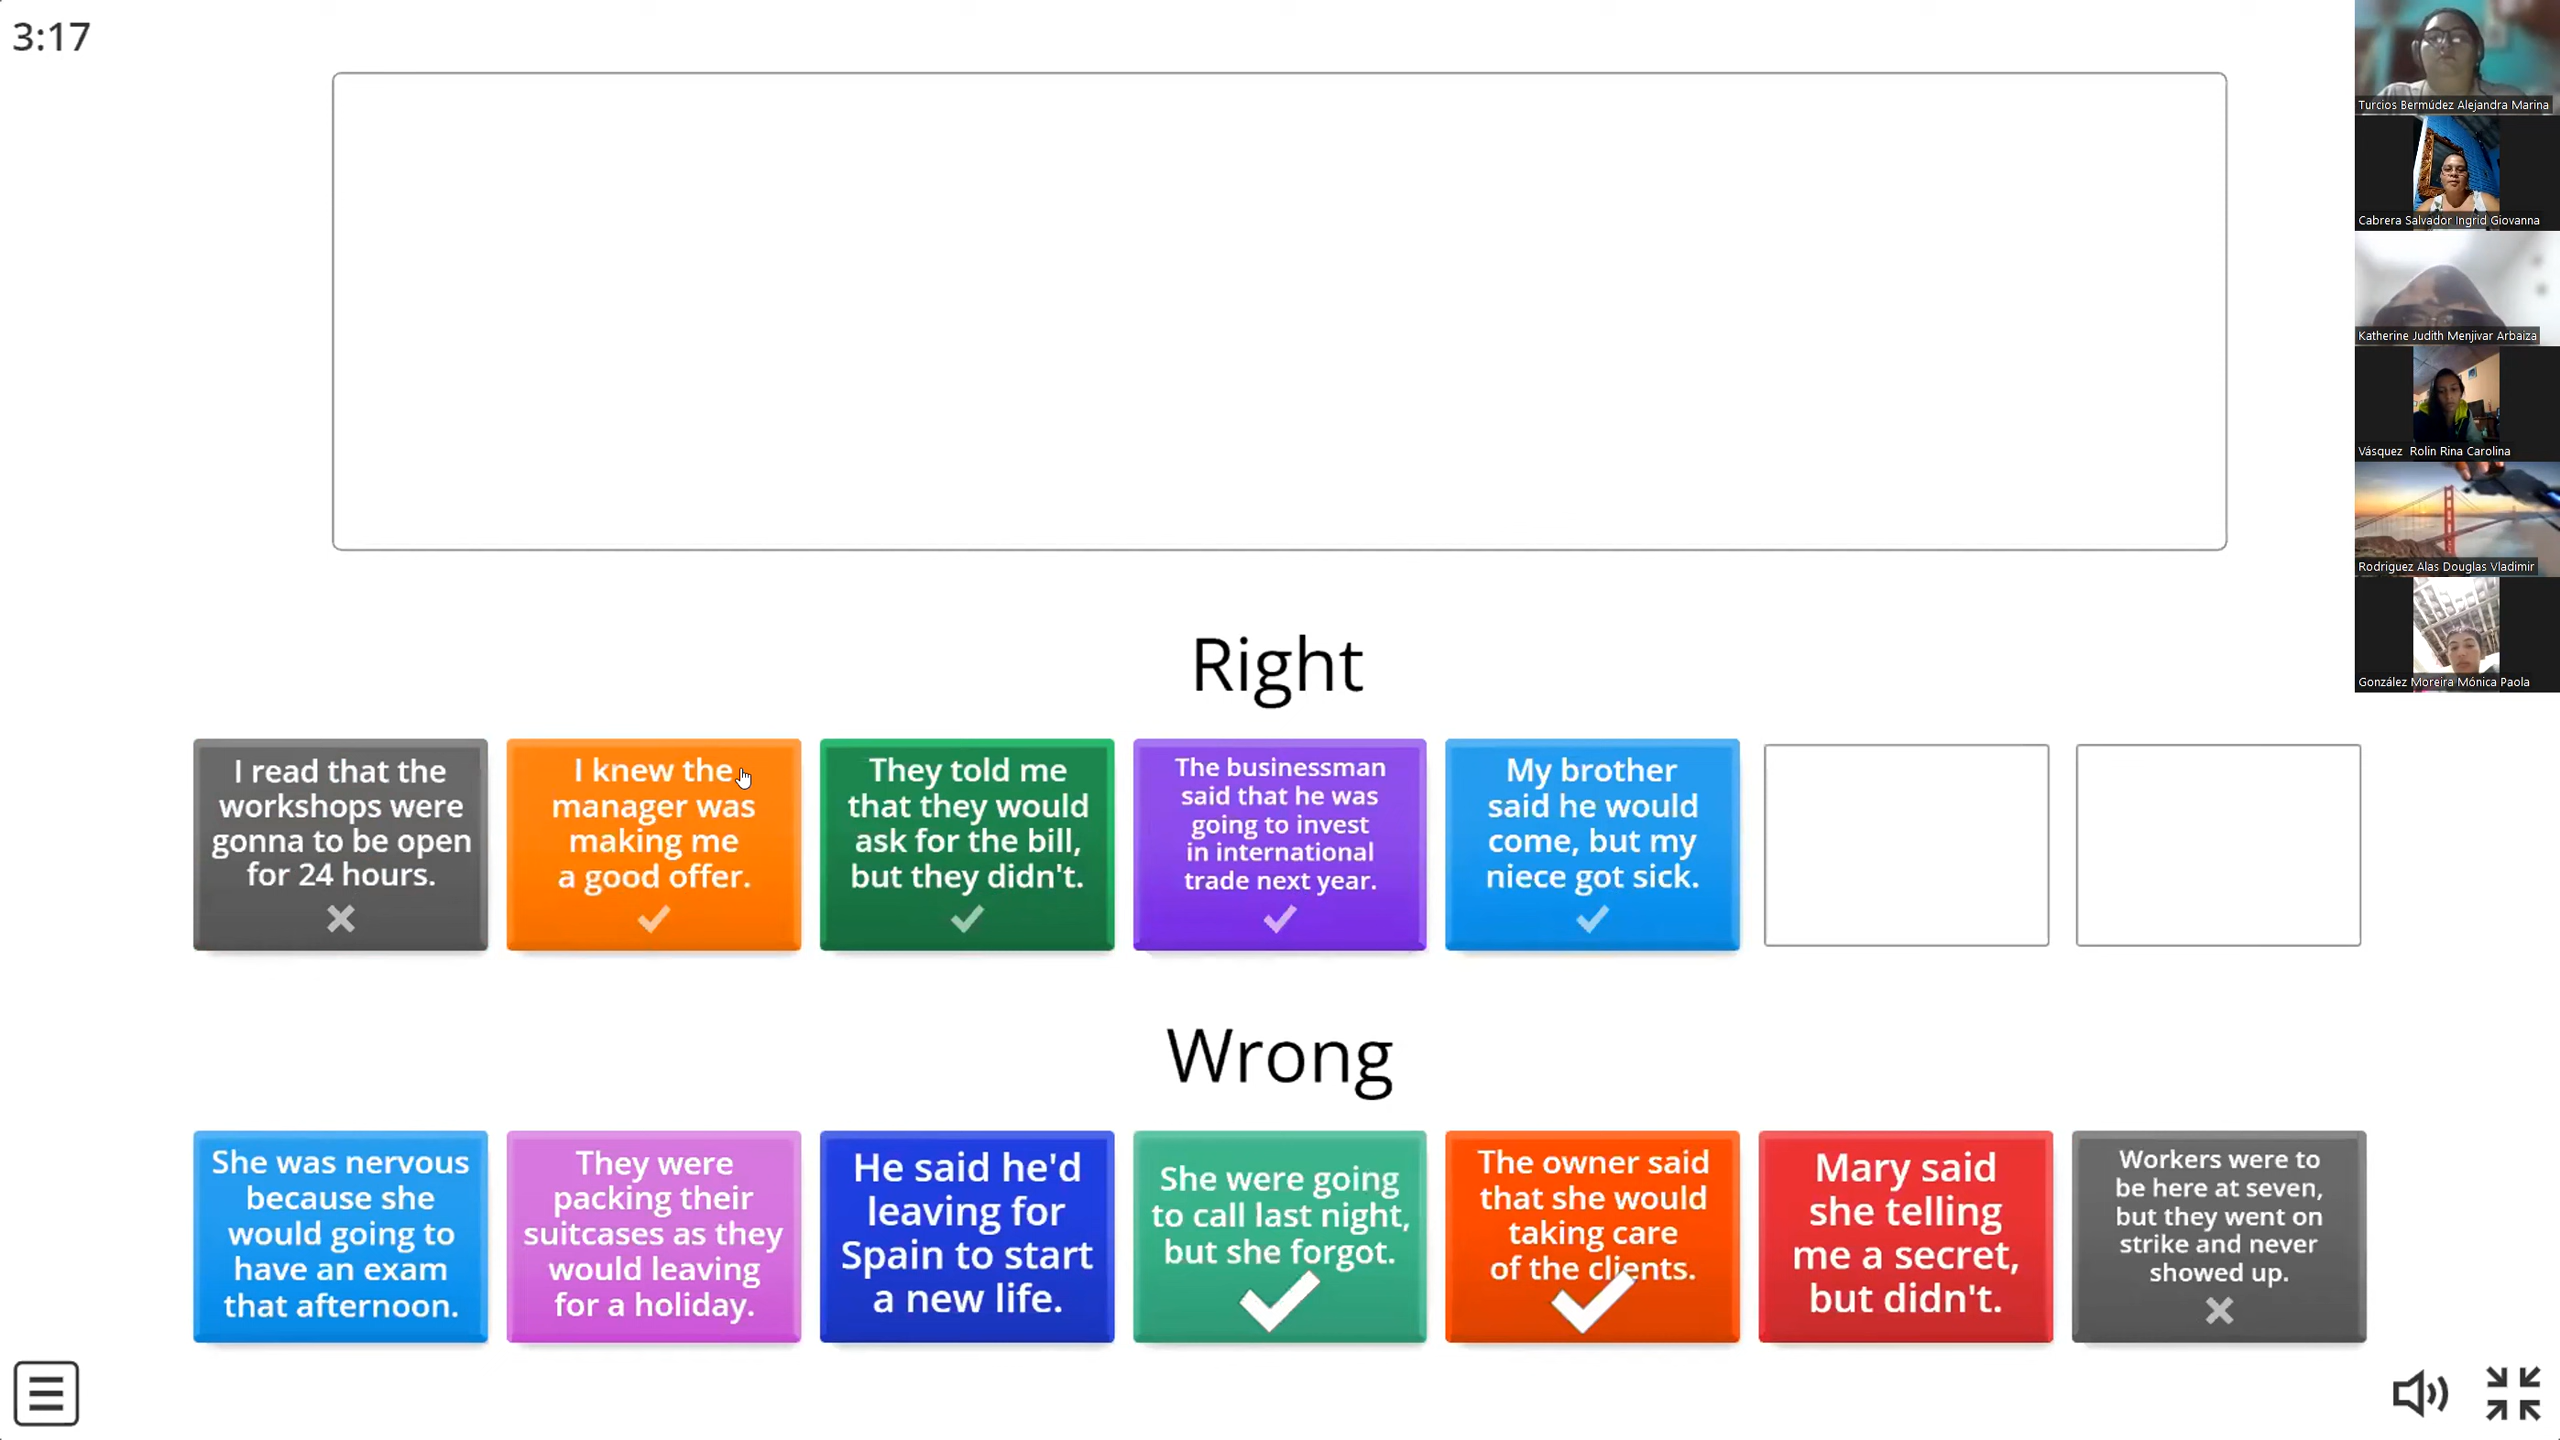 3:17
Turcios Bermúdez Alejandra Marina
Cabrera Salvador Ingrid Giovanna
Katherine Judith Menjivar Arbaiza
Vásquez Rolin Rina Carolina
Rodriguez Alas Douglas Vladimir
González Moreira Mónica Paola
Right
I read that the
workshops were
gonna to be open
for 24 hours.
I knew the
manager was
making me
a good offer.
They told me
that they would
ask for the bill,
but they didn't.
The businessman
said that he was
going to invest
in international
trade next year.
My brother
said he would
come, but my
niece got sick.
Wrong
She was nervous
because she
would going to
have an exam
that afternoon.
They were
packing their
suitcases as they
would leaving
for a holiday.
He said he'd
leaving for
Spain to start
a new life.
She were going
to call last night,
but she forgot.
The owner said
that she would
taking care
of the clients.
Mary said
she telling
me a secret,
but didn't.
Workers were to
be here at seven,
but they went on
strike and never
showed up.